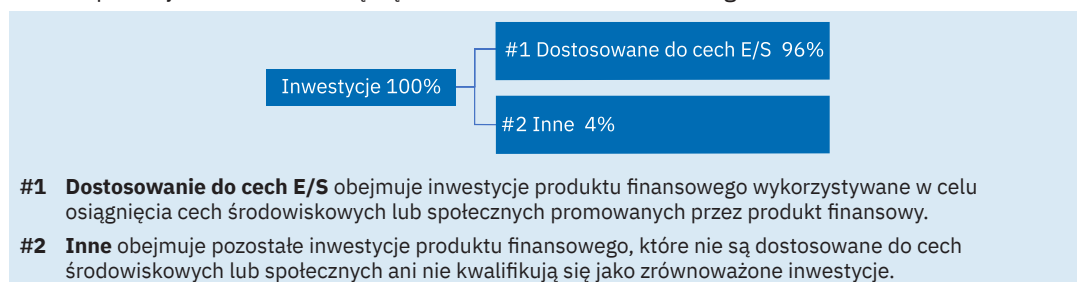 #1 Dostosowane do cech E/S 96%
Inwestycje 100%
#2 Inne 4%
#1 Dostosowanie do cech E/S obejmuje inwestycje produktu finansowego wykorzystywane w celu
osiągnięcia cech środowiskowych lub społecznych promowanych przez produkt finansowy.
#2 Inne obejmuje pozostałe inwestycje produktu finansowego, które nie są dostosowane do cech
środowiskowych lub społecznych ani nie kwalifikują się jako zrównoważone inwestycje.